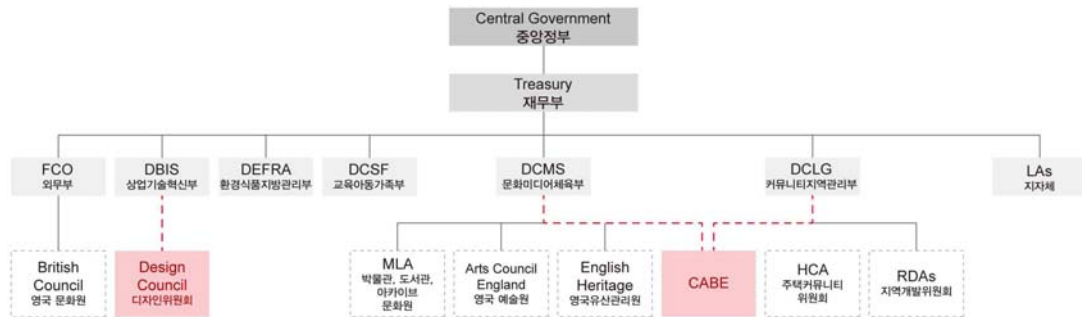 Central Government
중앙정부
Treasury
재무부
FCO
외무부
DBIS
상업기술혁신부
DEFRA
환경식품지방관리부
DCSF
교육아동가족부
DCMS
문화미디어체육부
DCLG
커뮤니티지역관리부
LAs
지자체
British
Council
영국 문화원
Design
Council
디자인위원회
MLA
박물관, 도서관,
아카이브
문화원
Arts Council
England
영국 예술원
English
Heritage
영국유산관리원
CABE
HCA
주택커뮤니티
위원회
RDAs
지역개발위원회